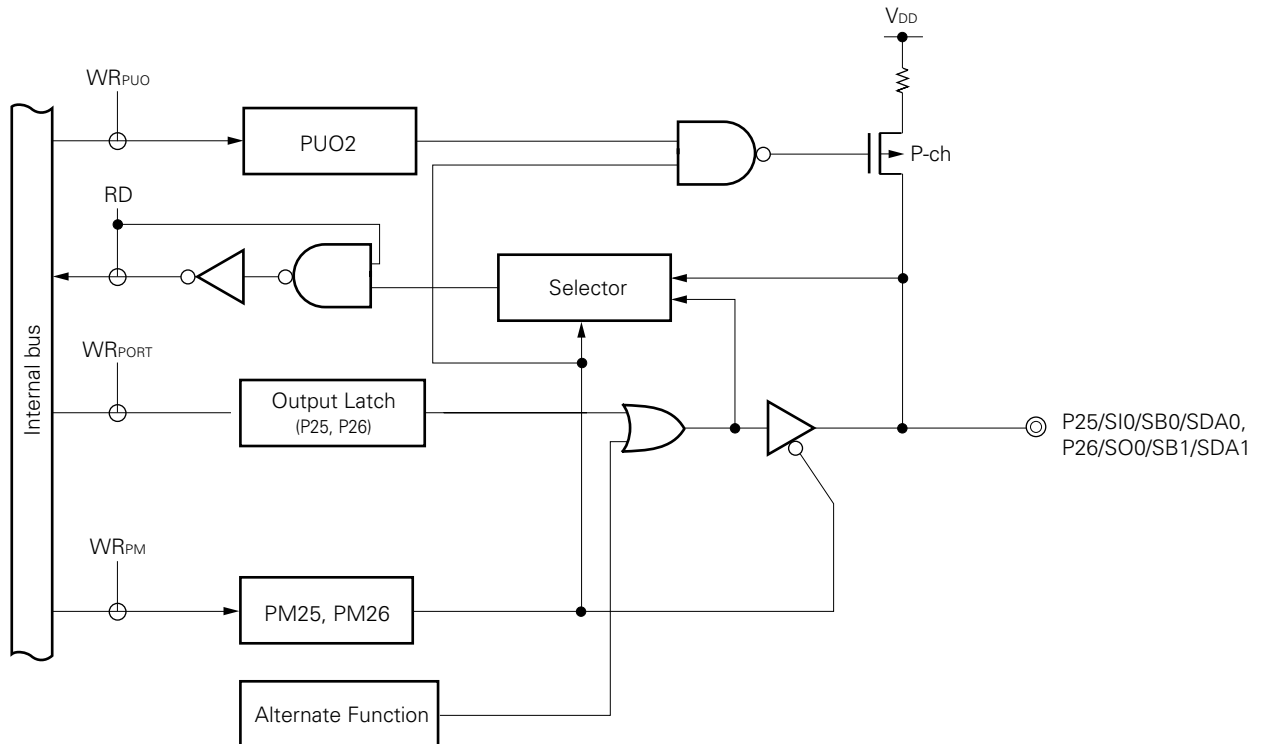 VDD
WRPUO
PUO2
P-ch
RD
Selector
Internal bus
WRPORT
Output Latch
(P25, P26)
P25/SI0/SB0/SDA0,
P26/SO0/SB1/SDA1
WRPM
PM25, PM26
Alternate Function